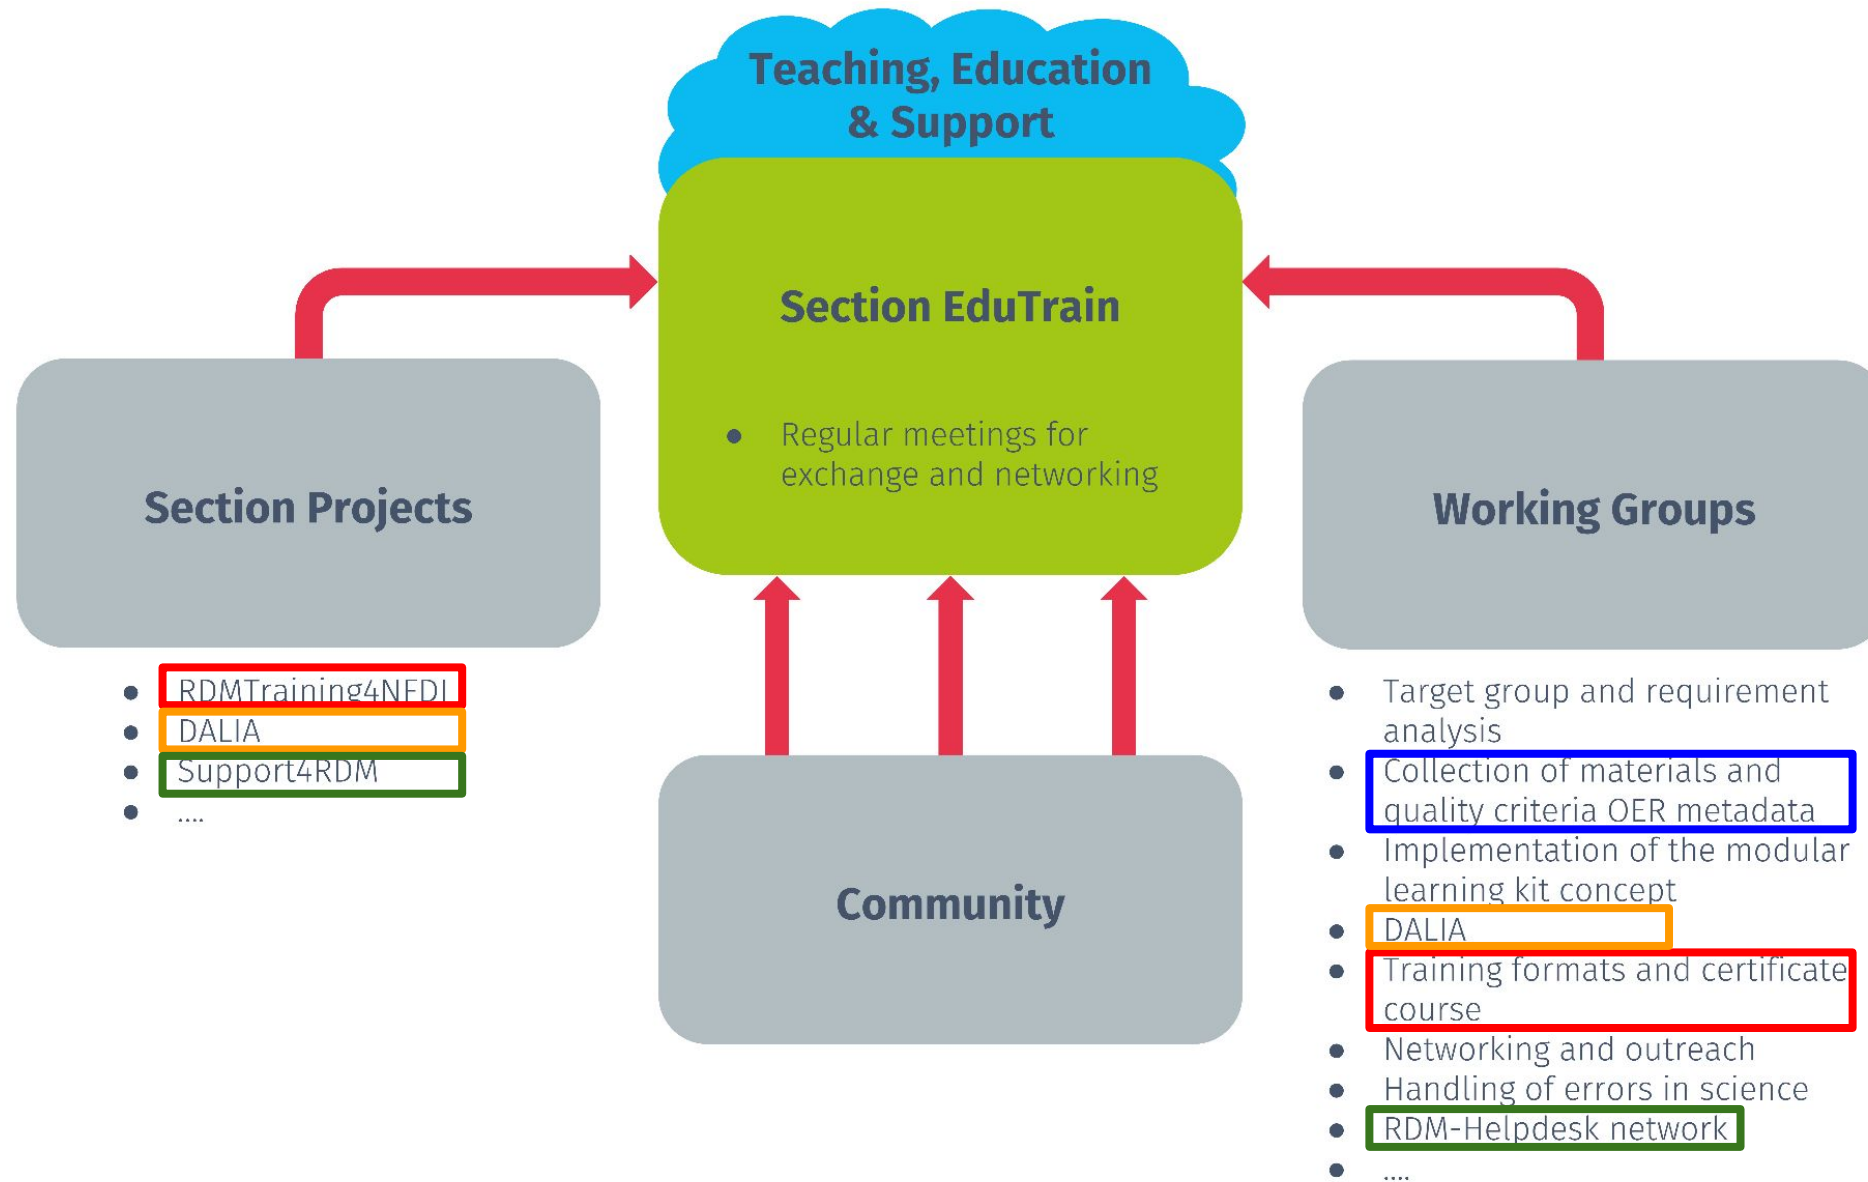 Teaching, Education
& Support
Section EduTrain
● Regular meetings for
exchange and networking
Section Projects
● RDMTraining4NFDI
● DALIA
● Support4RDM
● ....
Community
Working Groups
● Target group and requirement
analysis
● Collection of materials and
quality criteria OER metadata
● Implementation of the modular
learning kit concept
● DALIA
● Training formats and certificate
course
● Networking and outreach
● Handling of errors in science
● RDM-Helpdesk network
● ....